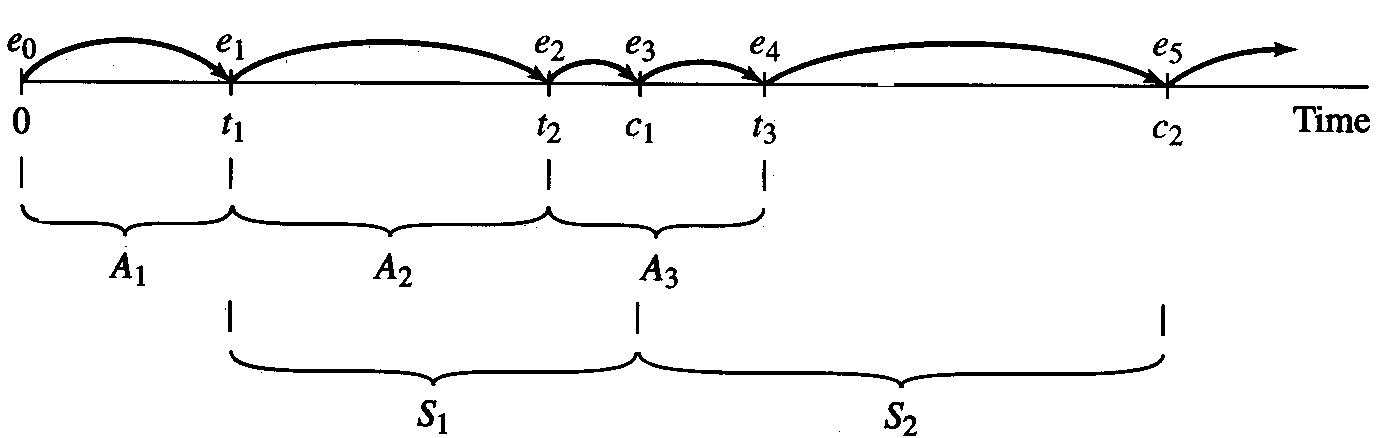 e₀ e₁ e₂ e₃ e₄ e₅
0 t₁ t₂ c₁ t₃ c₂ Time
A₁ A₂ A₃
S₁ S₂